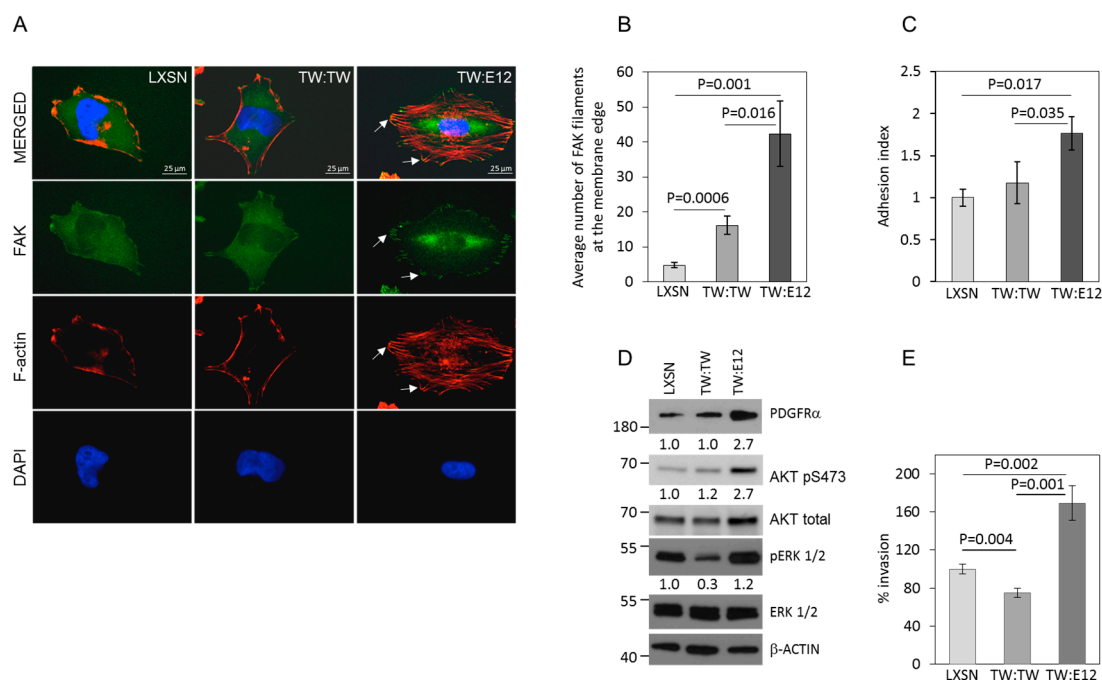 A
MERGED
FAK
F-actin
DAPI
LXSN
TW:TW
TW:E12
25 µm
25 µm
25 µm
B
Average number of FAK filaments
at the membrane edge
60
50
40
30
20
10
0
P=0.001
P=0.016
P=0.0006
LXSN
TW:TW
TW:E12
C
Adhesion index
2.5
2
1.5
1
0.5
0
P=0.017
P=0.035
LXSN
TW:TW
TW:E12
D
LXSN
TW:TW
TW:E12
180
PDGFRα
1.0 1.0 2.7
70
AKT pS473
1.0 1.2 2.7
70
AKT total
55
pERK 1/2
1.0 0.3 1.2
55
ERK 1/2
β-ACTIN
40
E
% invasion
200
160
120
80
40
0
P=0.002
P=0.001
P=0.004
LXSN
TW:TW
TW:E12